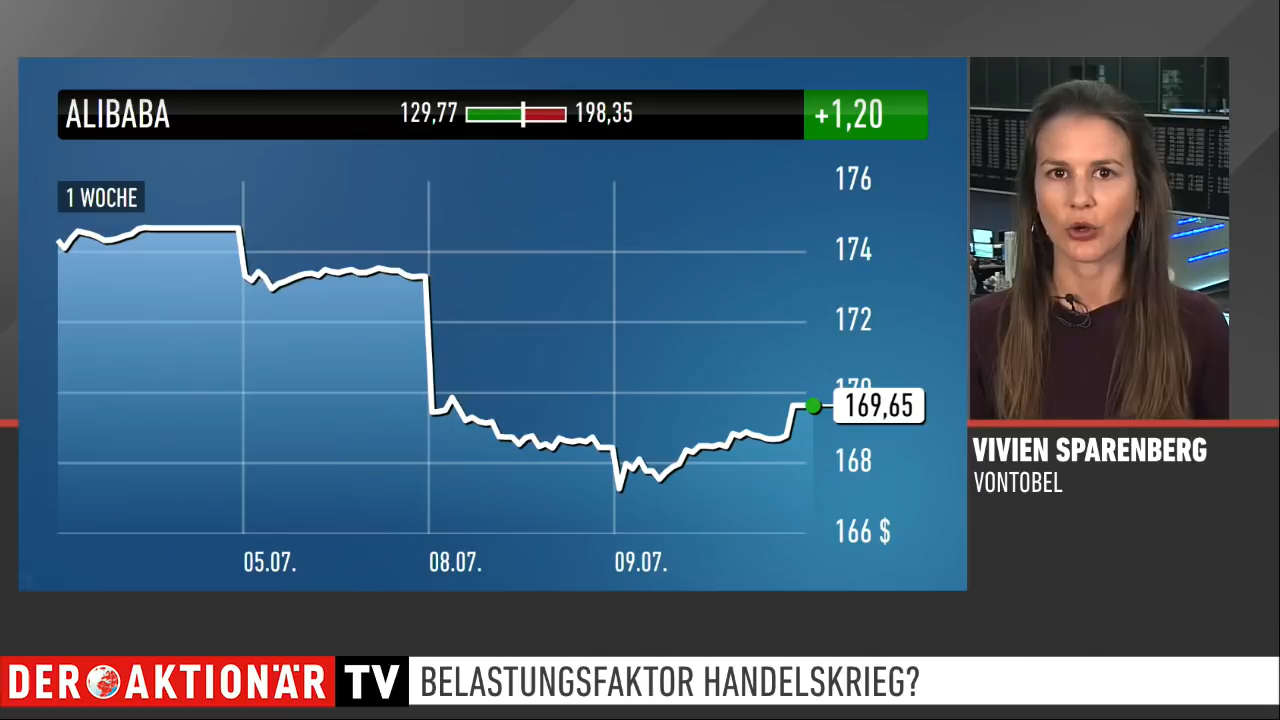 ALIBABA 129,77 198,35 +1,20
1 WOCHE
176
174
172
170
169,65
168
166 $
05.07. 08.07. 09.07.
VIVIEN SPARENBERG
VONTOBEL
DER AKTIONÄR TV BELASTUNGSFAKTOR HANDELSKRIEG?